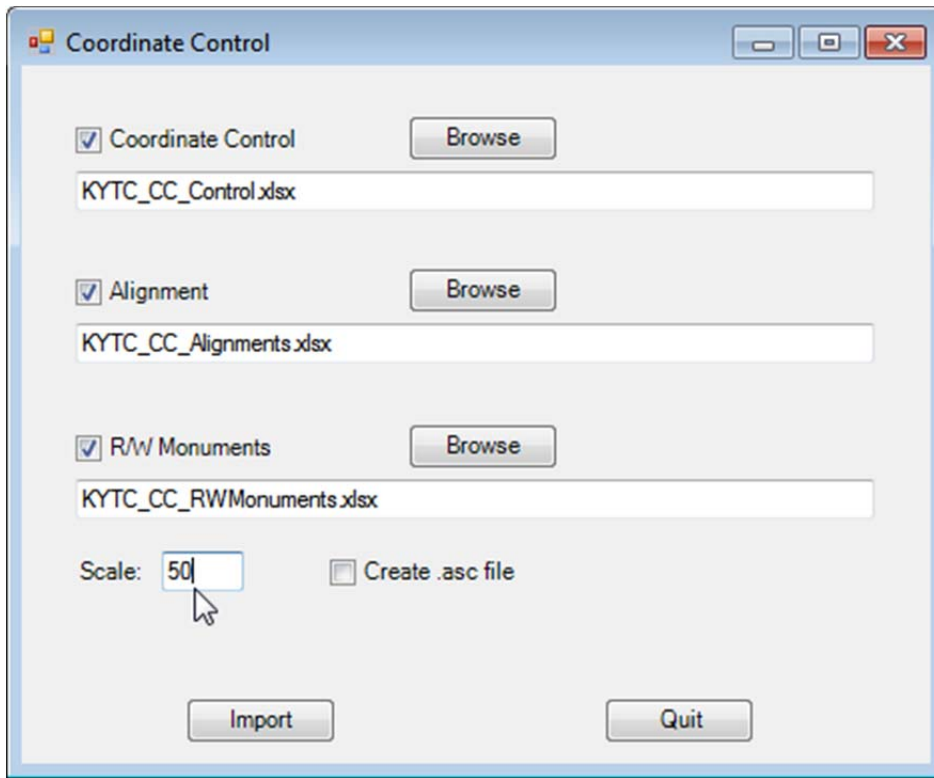 Coordinate Control
Coordinate Control Browse
KYTC_CC_Control.xlsx
Alignment Browse
KYTC_CC_Alignments.xlsx
R/W Monuments Browse
KYTC_CC_RWMonuments.xlsx
Scale: 50 Create .asc file
Import Quit